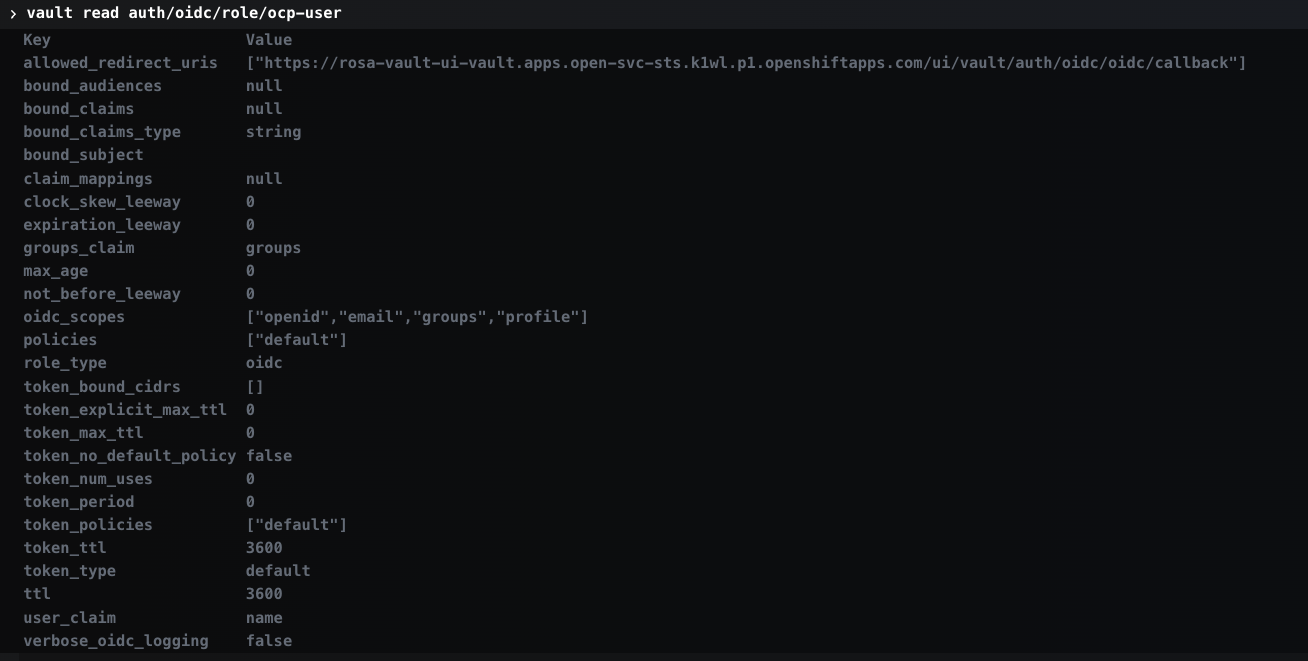 > vault read auth/oidc/role/ocp-user
Key Value
allowed_redirect_uris ["https://rosa-vault-ui-vault.apps.open-svc-sts.k1wl.p1.openshiftapps.com/ui/vault/auth/oidc/oidc/callback"]
bound_audiences null
bound_claims null
bound_claims_type string
bound_subject
claim_mappings null
clock_skew_leeway 0
expiration_leeway 0
groups_claim groups
max_age 0
not_before_leeway 0
oidc_scopes ["openid","email","groups","profile"]
policies ["default"]
role_type oidc
token_bound_cidrs []
token_explicit_max_ttl 0
token_max_ttl 0
token_no_default_policy false
token_num_uses 0
token_period 0
token_policies ["default"]
token_ttl 3600
token_type default
ttl 3600
user_claim name
verbose_oidc_logging false